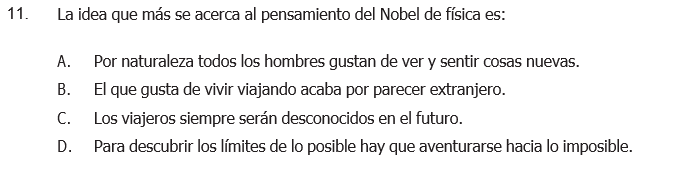 11. La idea que más se acerca al pensamiento del Nobel de física es:
A. Por naturaleza todos los hombres gustan de ver y sentir cosas nuevas.
B. El que gusta de vivir viajando acaba por parecer extranjero.
C. Los viajeros siempre serán desconocidos en el futuro.
D. Para descubrir los límites de lo posible hay que aventurarse hacia lo imposible.